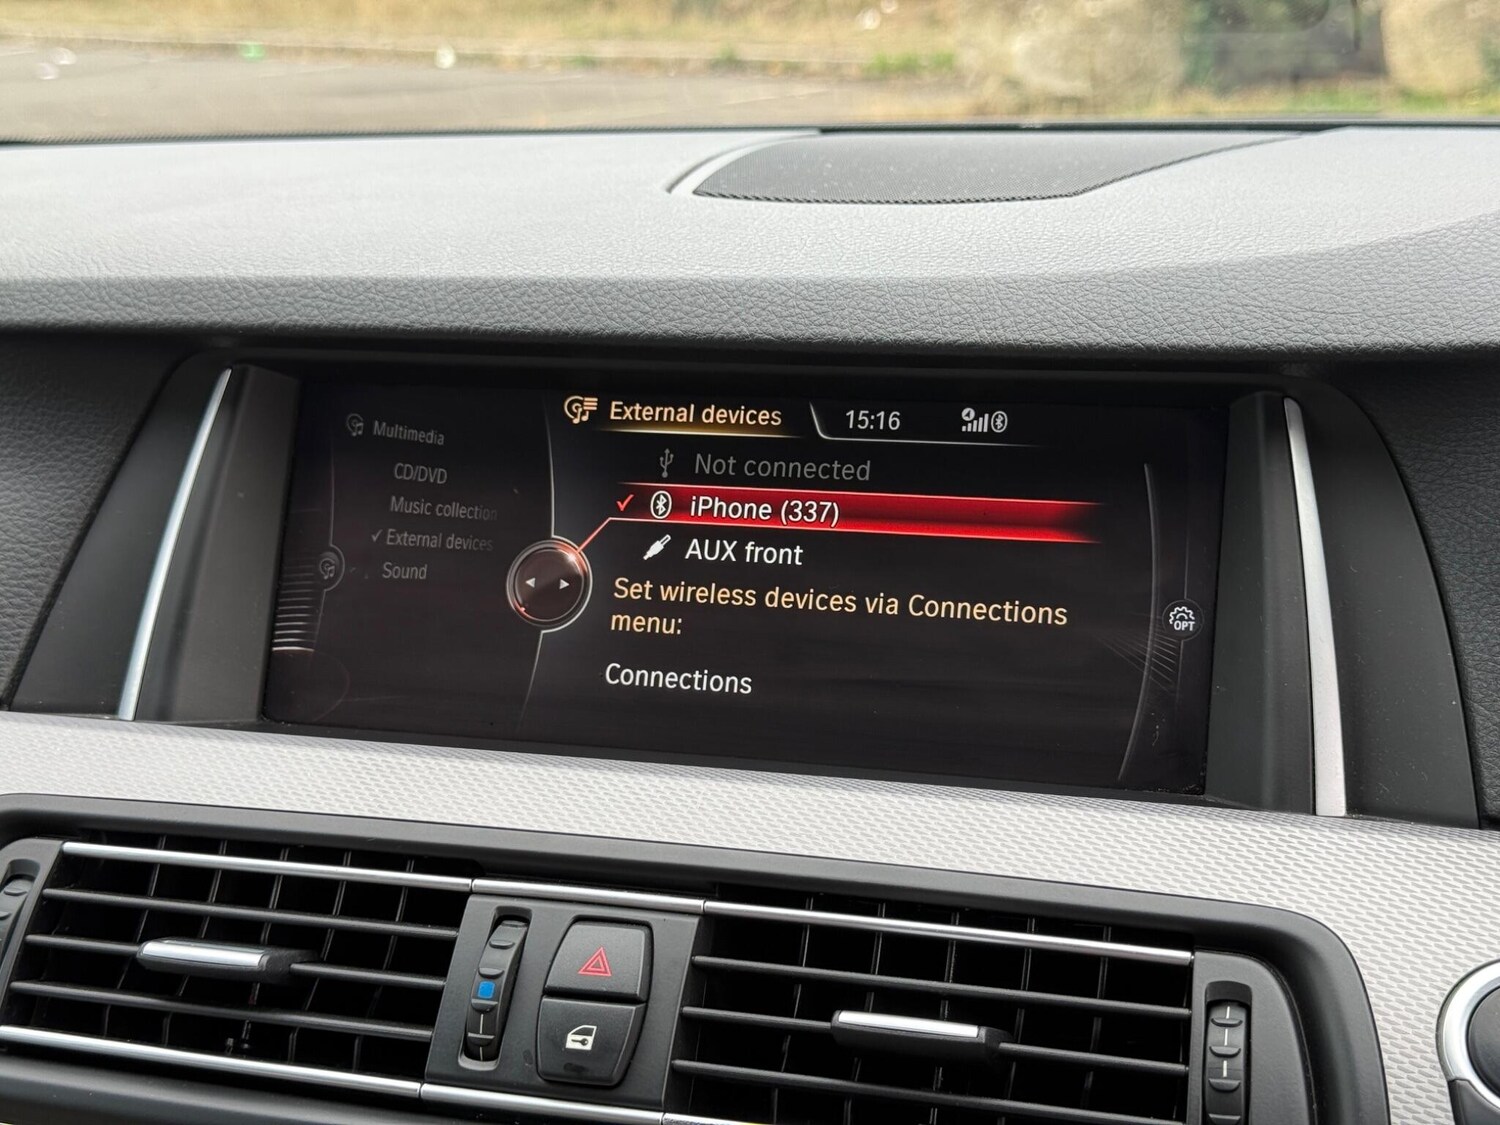 Multimedia
CD/DVD
Music collection
✓ External devices
Sound
External devices
15:16
Not connected
✓ iPhone (337)
AUX front
Set wireless devices via Connections
menu:
Connections
OPT